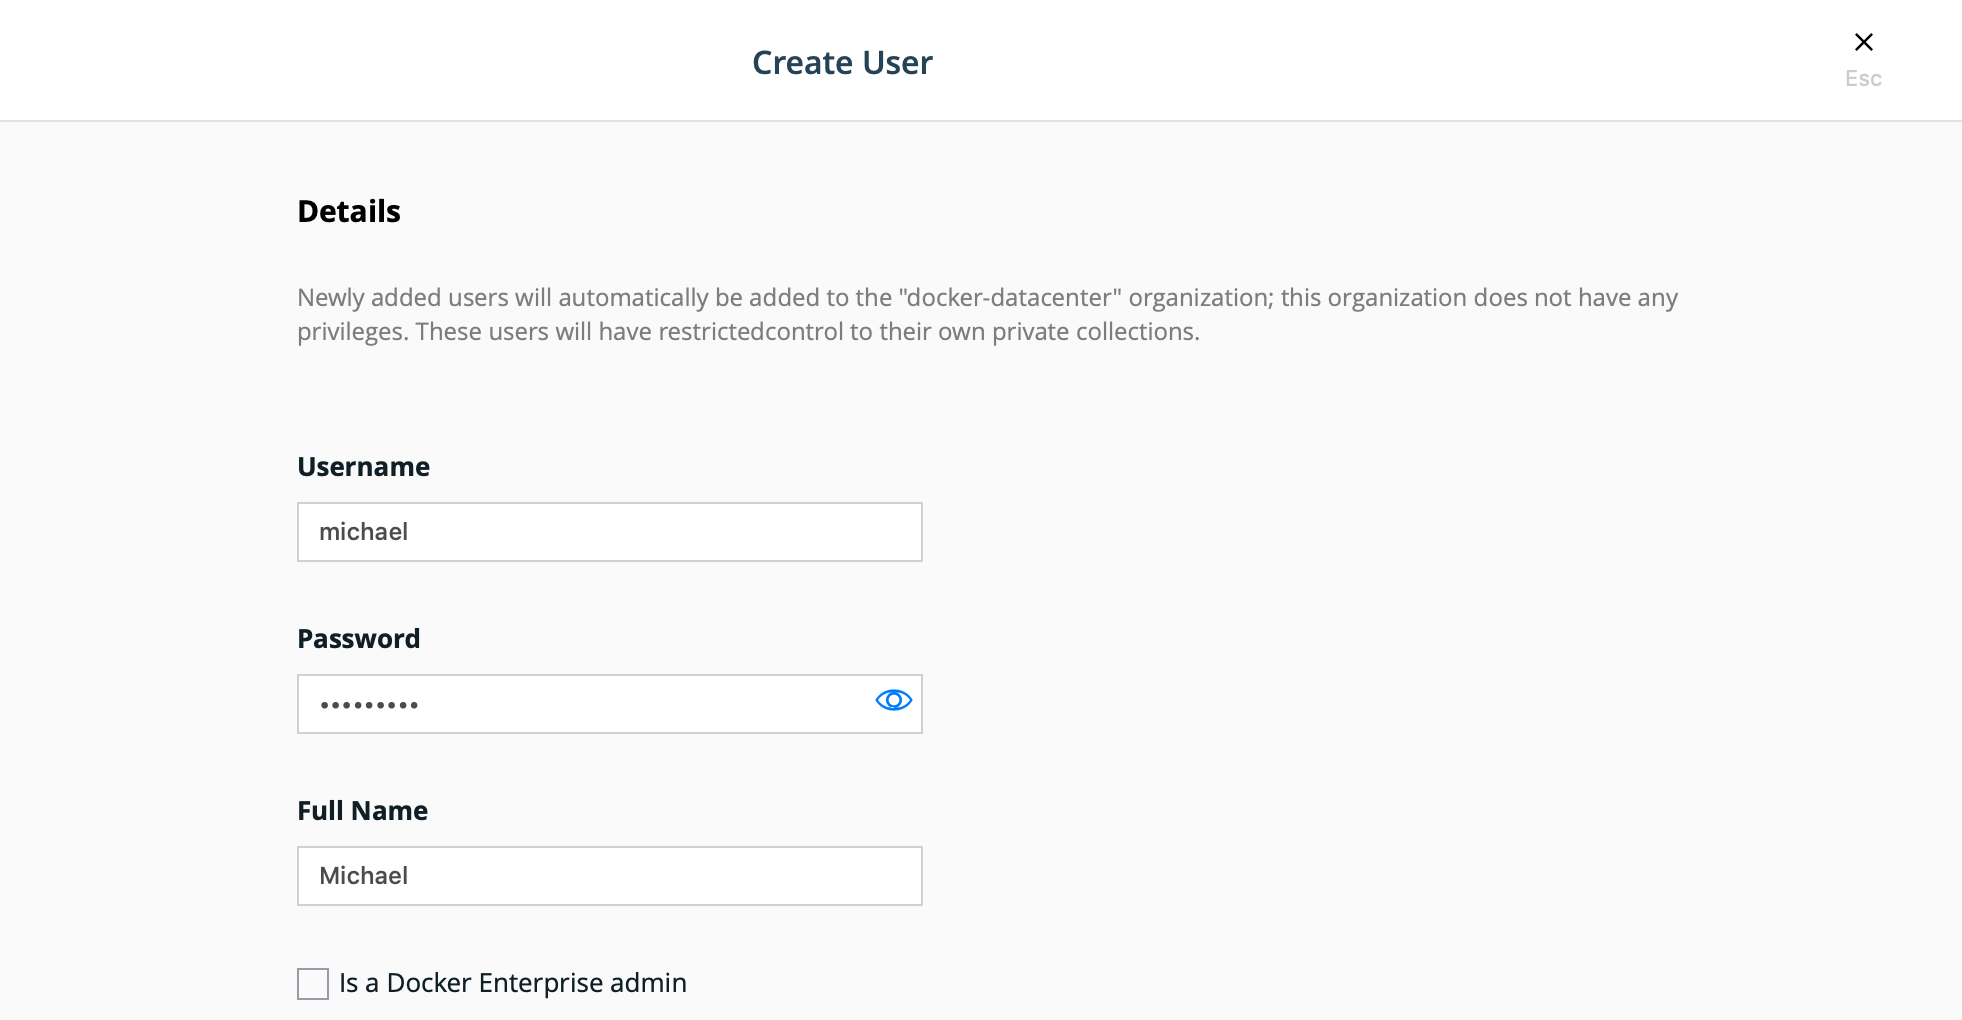 Create User
Esc
Details
Newly added users will automatically be added to the "docker-datacenter" organization; this organization does not have any
privileges. These users will have restrictedcontrol to their own private collections.
Username
michael
Password
•••••••••
Full Name
Michael
Is a Docker Enterprise admin